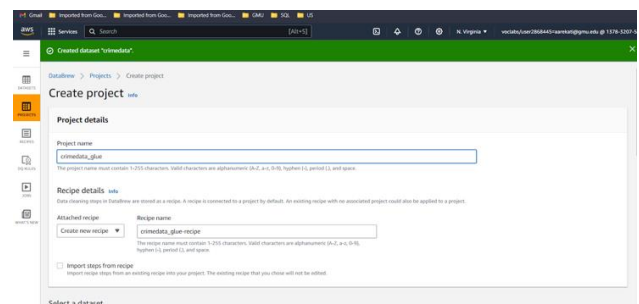 Gmail Imported from Goo... Imported from Goo... Imported from Goo... GMU SQL US
aws Services Search [Alt+S] N. Virginia
Created dataset "crimedata".
DataBrew > Projects > Create project
Create project Info
DATASETS
PROJECTS
RECIPES
DQ RULES
JOBS
WHAT'S NEW
Project details
Project name
crimedata_glue
The project name must contain 1-255 characters. Valid characters are alphanumeric (A-Z, a-z, 0-9), hyphen (-), period (.), and space.
Recipe details Info
Data cleaning steps in DataBrew are stored as a recipe. A recipe is connected to a project by default. An existing recipe with no associated project could also be applied to a project.
Attached recipe Recipe name
Create new recipe crimedata_glue-recipe
The recipe name must contain 1-255 characters. Valid characters are alphanumeric (A-Z, a-z, 0-9), hyphen (-), period (.), and space.
Import steps from recipe
Import recipe steps from an existing recipe into your project. The existing recipe that you chose will not be edited.
Select a dataset